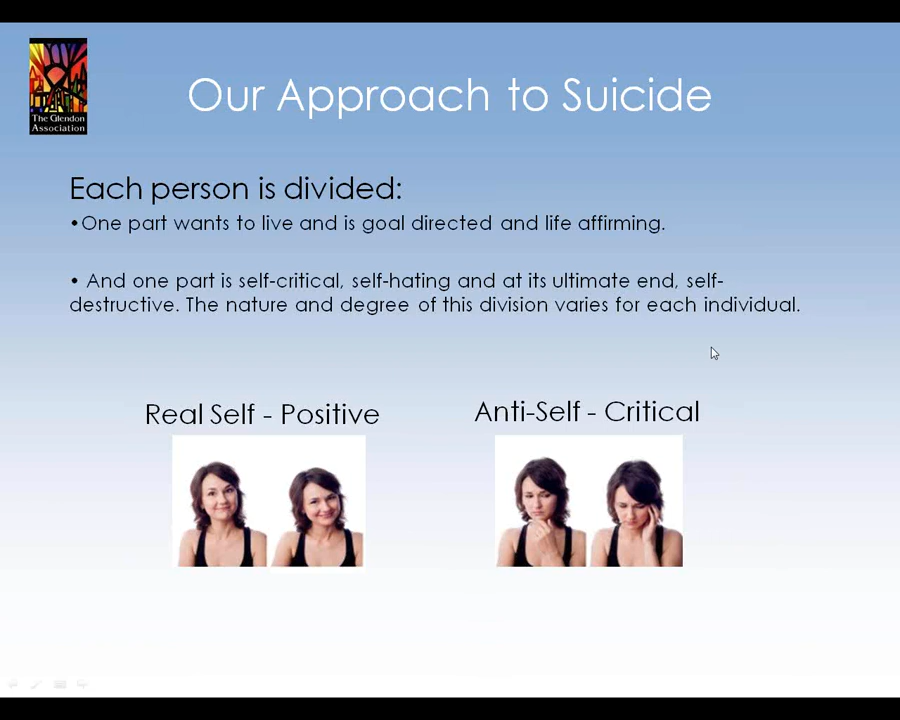 The Glendon
Association
Our Approach to Suicide
Each person is divided:
•One part wants to live and is goal directed and life affirming.
• And one part is self-critical, self-hating and at its ultimate end, self-
destructive. The nature and degree of this division varies for each individual.
Real Self - Positive
Anti-Self - Critical